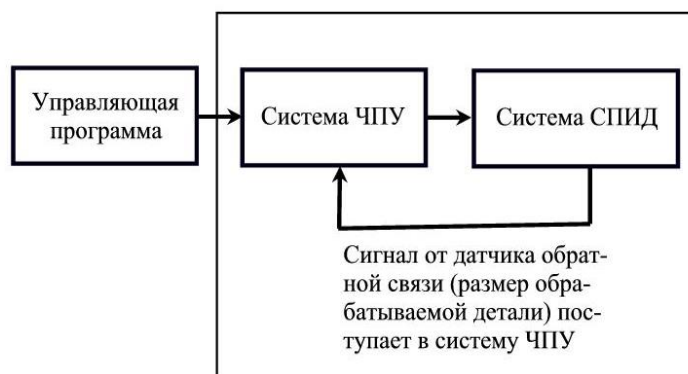 Управляющая
программа
Система ЧПУ
Система СПИД
Сигнал от датчика обрат-
ной связи (размер обра-
батываемой детали) пос-
тупает в систему ЧПУ